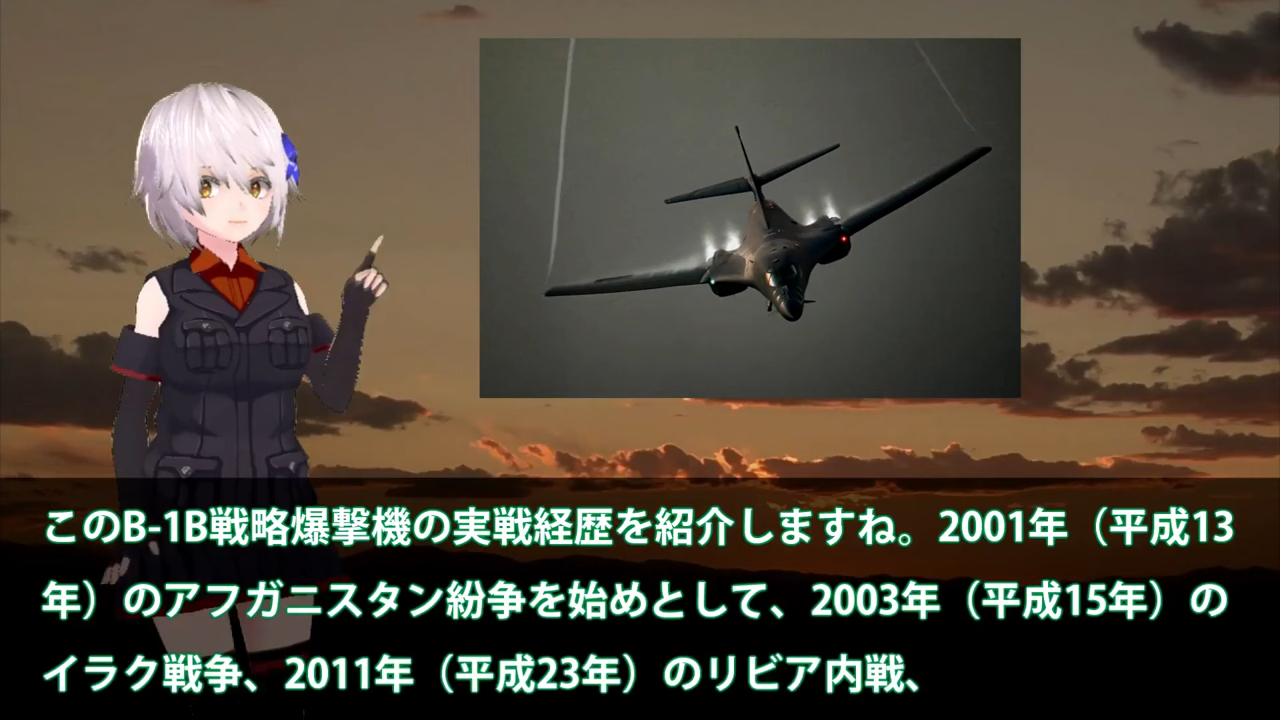 このB-1B戦略爆撃機の実戦経歴を紹介しますね。2001年（平成13
年）のアフガニスタン紛争を始めとして、2003年（平成15年）の
イラク戦争、2011年（平成23年）のリビア内戦、